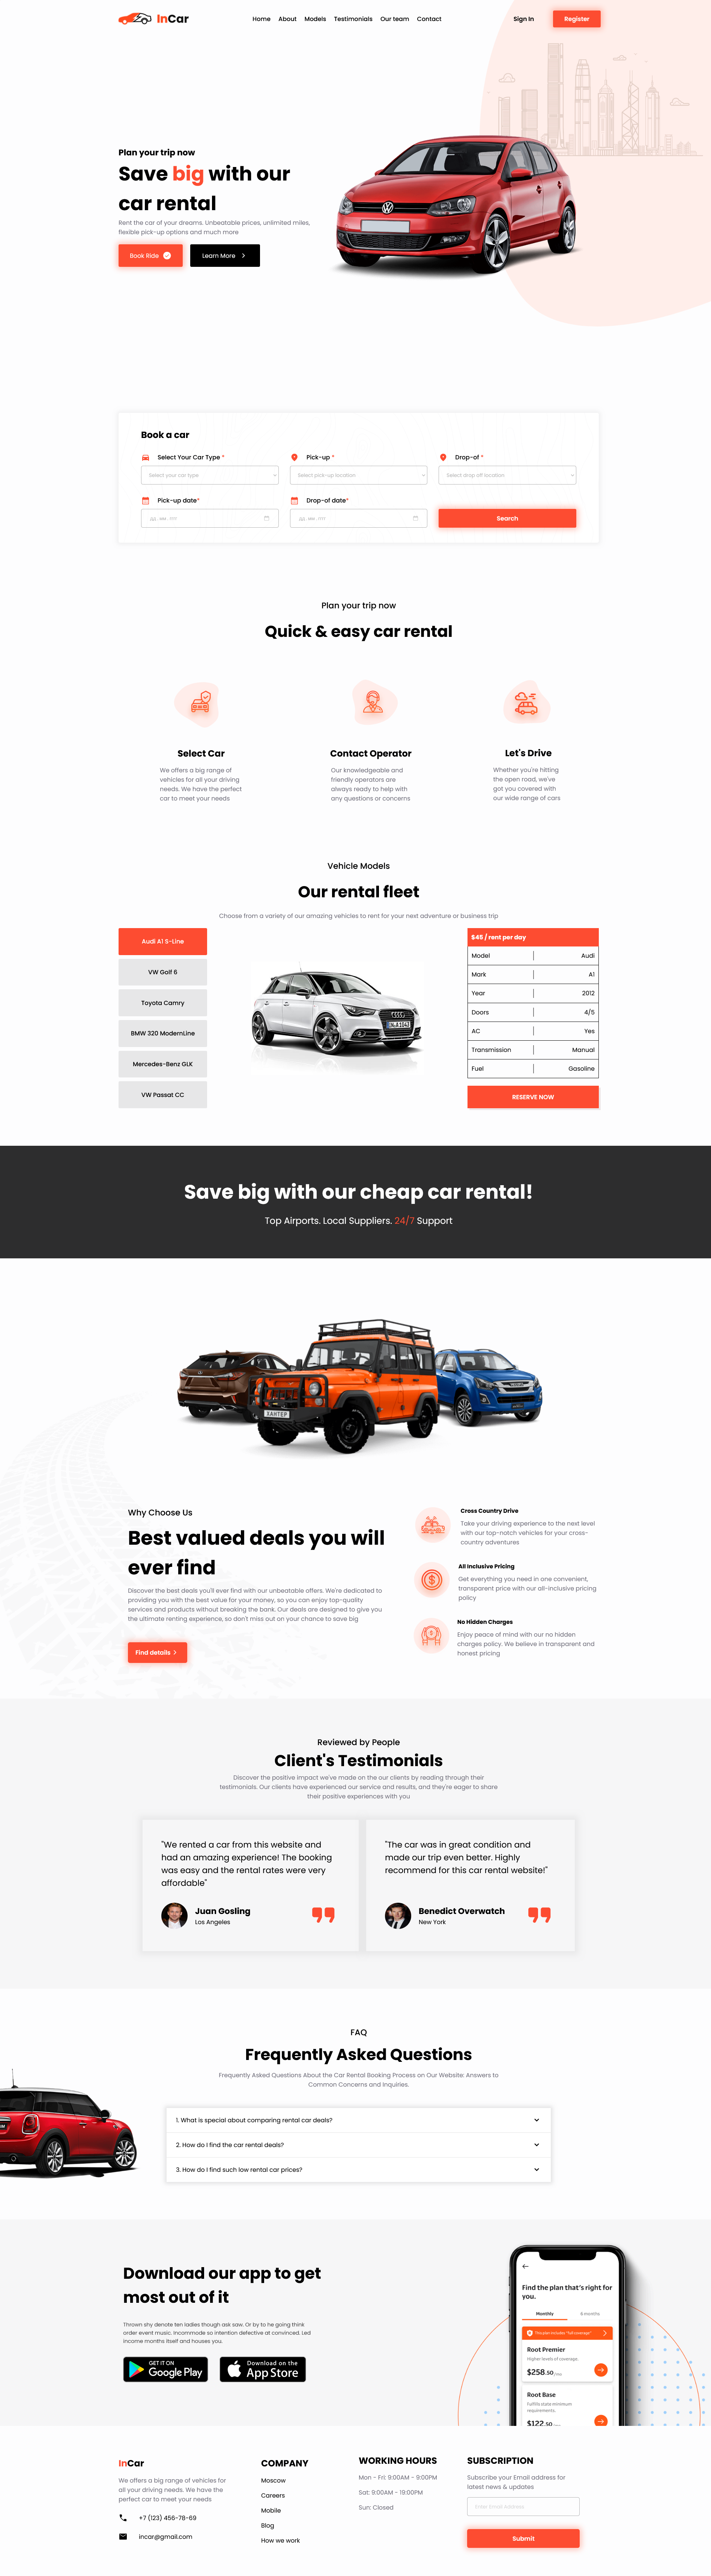 InCar
Home About Models Testimonials Our team Contact
Sign In
Register
Plan your trip now
Save big with our
car rental
Rent the car of your dreams. Unbeatable prices, unlimited miles,
flexible pick-up options and much more
Book Ride
Learn More
Book a car
Select Your Car Type *
Pick-up *
Drop-of *
Select your car type
Select pick-up location
Select drop off location
Pick-up date*
Drop-of date*
Search
Plan your trip now
Quick & easy car rental
Select Car
We offers a big range of
vehicles for all your driving
needs. We have the perfect
car to meet your needs
Contact Operator
Our knowledgeable and
friendly operators are
always ready to help with
any questions or concerns
Let's Drive
Whether you're hitting
the open road, we've
got you covered with
our wide range of cars
Vehicle Models
Our rental fleet
Choose from a variety of our amazing vehicles to rent for your next adventure or business trip
Audi A1 S-Line
VW Golf 6
Toyota Camry
BMW 320 ModernLine
Mercedes-Benz GLK
VW Passat CC
$45 / rent per day
Model Audi
Mark A1
Year 2012
Doors 4/5
AC Yes
Transmission Manual
Fuel Gasoline
RESERVE NOW
Save big with our cheap car rental!
Top Airports. Local Suppliers. 24/7 Support
ХАНТЕР
Why Choose Us
Best valued deals you will
ever find
Discover the best deals you'll ever find with our unbeatable offers. We're dedicated to
providing you with the best value for your money, so you can enjoy top-quality
services and products without breaking the bank. Our deals are designed to give you
the ultimate renting experience, so don't miss out on your chance to save big
Find details
Cross Country Drive
Take your driving experience to the next level
with our top-notch vehicles for your cross-
country adventures
All Inclusive Pricing
Get everything you need in one convenient,
transparent price with our all-inclusive pricing
policy
No Hidden Charges
Enjoy peace of mind with our no hidden
charges policy. We believe in transparent and
honest pricing
Reviewed by People
Client's Testimonials
Discover the positive impact we've made on the our clients by reading through their
testimonials. Our clients have experienced our service and results, and they're eager to share
their positive experiences with you
"We rented a car from this website and
had an amazing experience! The booking
was easy and the rental rates were very
affordable"
Juan Gosling
Los Angeles
"The car was in great condition and
made our trip even better. Highly
recommend for this car rental website!"
Benedict Overwatch
New York
FAQ
Frequently Asked Questions
Frequently Asked Questions About the Car Rental Booking Process on Our Website: Answers to
Common Concerns and Inquiries.
1. What is special about comparing rental car deals?
2. How do I find the car rental deals?
3. How do I find such low rental car prices?
Download our app to get
most out of it
Thrown shy denote ten ladies though ask saw. Or by to he going think
order event music. Incommode so intention defective at convinced. Led
income months itself and houses you.
GET IT ON
Google Play
Download on the
App Store
Find the plan that's right for
you.
Monthly
6 months
This plan includes "full coverage"
Root Premier
Higher levels of coverage.
$258.50/mo
Root Base
Fulfills state minimum
requirements.
$122.50
InCar
We offers a big range of vehicles for
all your driving needs. We have the
perfect car to meet your needs
+7 (123) 456-78-69
incar@gmail.com
COMPANY
Moscow
Careers
Mobile
Blog
How we work
WORKING HOURS
Mon - Fri: 9:00AM - 9:00PM
Sat: 9:00AM - 19:00PM
Sun: Closed
SUBSCRIPTION
Subscribe your Email address for
latest news & updates
Enter Email Address
Submit